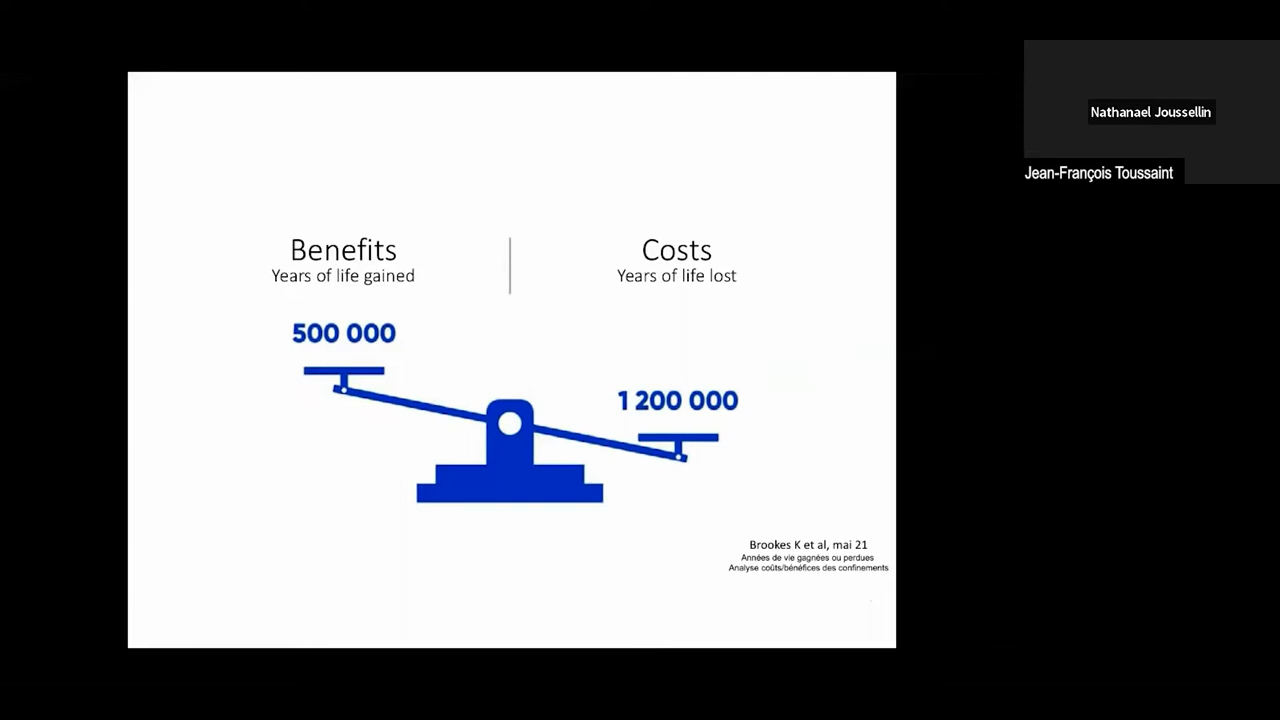 Nathanael Joussellin
Jean-François Toussaint
Benefits
Years of life gained
Costs
Years of life lost
500 000
1 200 000
Brookes K et al, mai 21
Années de vie gagnées ou perdues
Analyse coûts/bénéfices des confinements